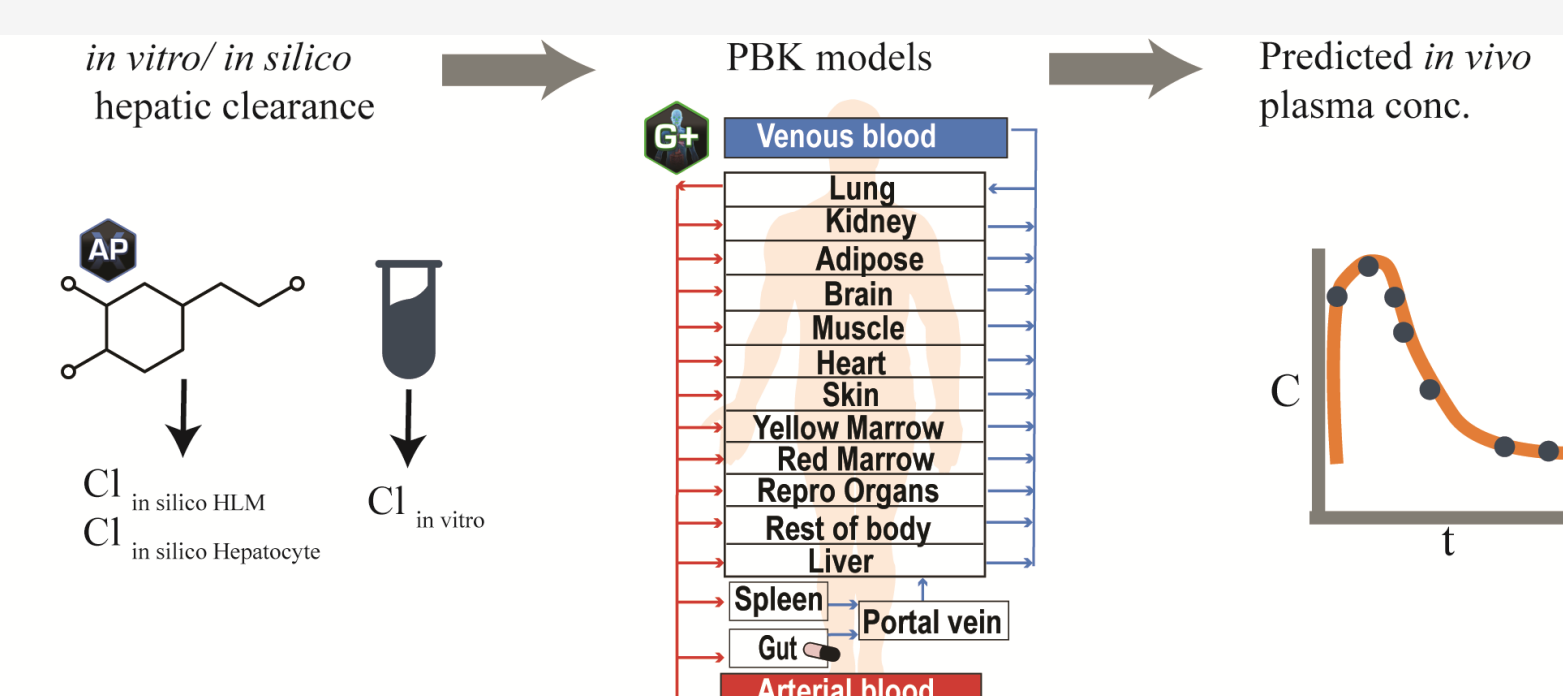 in vitro/ in silico
hepatic clearance
AP
Cl in silico HLM
Cl in silico Hepatocyte
Cl in vitro
PBK models
G+
Venous blood
Lung
Kidney
Adipose
Brain
Muscle
Heart
Skin
Yellow Marrow
Red Marrow
Repro Organs
Rest of body
Liver
Spleen
Portal vein
Gut
Arterial blood
Predicted in vivo
plasma conc.
C
t